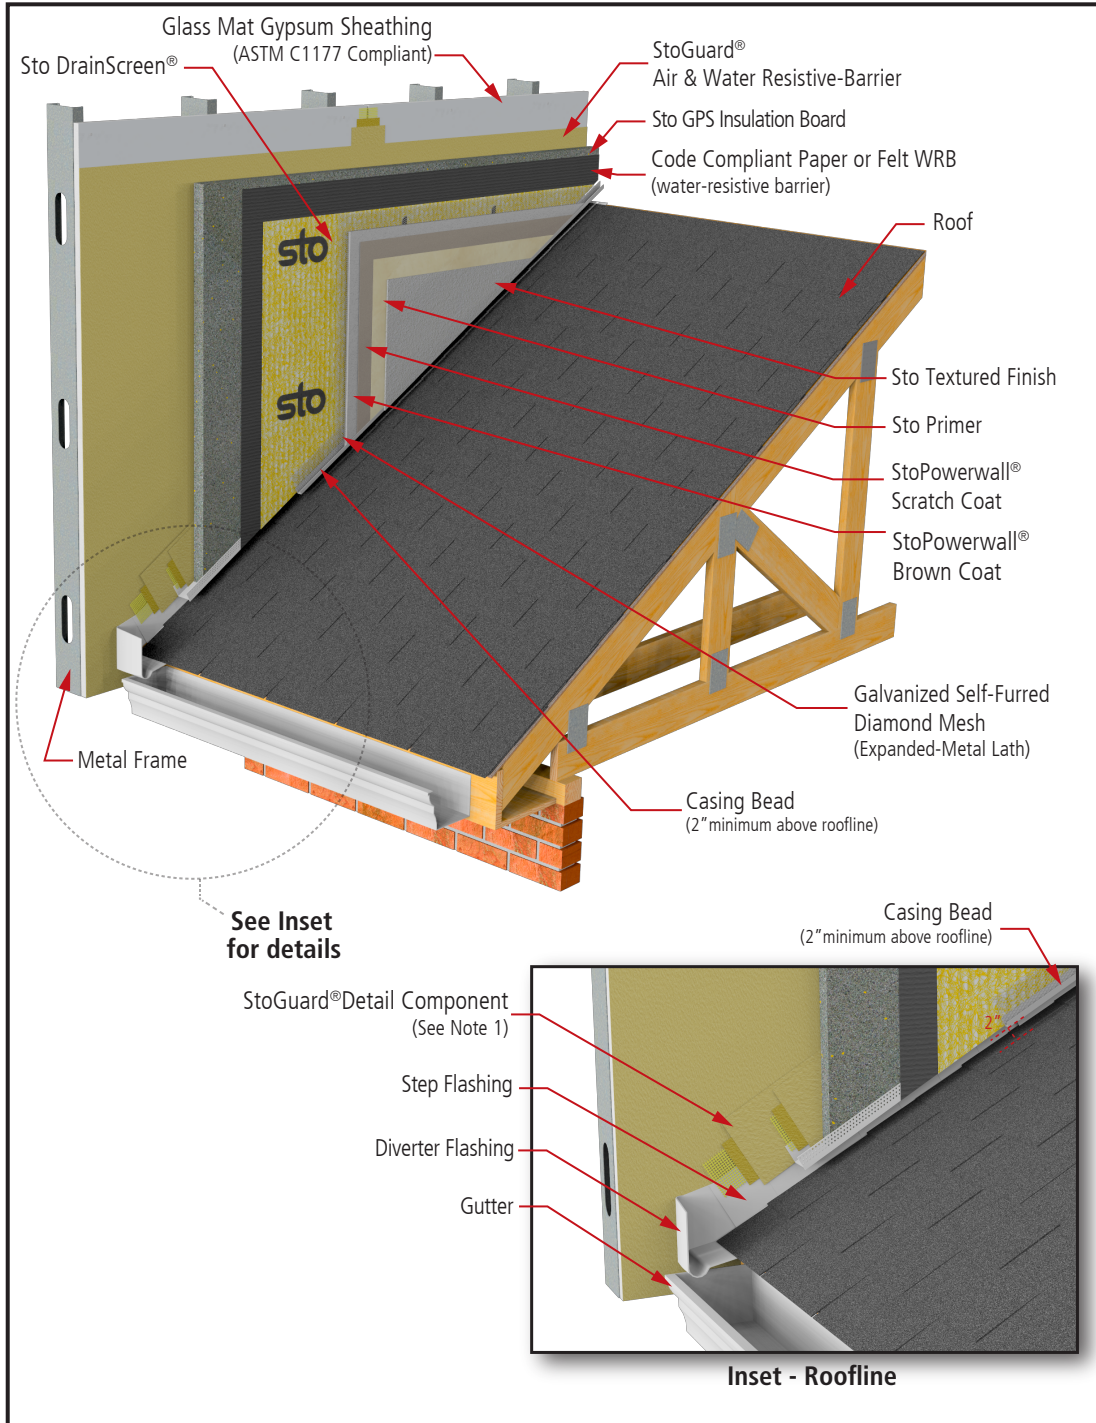 Glass Mat Gypsum Sheathing
(ASTM C1177 Compliant)
Sto DrainScreen®
StoGuard®
Air & Water Resistive-Barrier
Sto GPS Insulation Board
Code Compliant Paper or Felt WRB
(water-resistive barrier)
Roof
sto
sto
Sto Textured Finish
Sto Primer
StoPowerwall®
Scratch Coat
StoPowerwall®
Brown Coat
Galvanized Self-Furred
Diamond Mesh
(Expanded-Metal Lath)
Metal Frame
Casing Bead
(2"minimum above roofline)
See Inset
for details
Casing Bead
(2"minimum above roofline)
StoGuard®Detail Component
(See Note 1)
2"
Step Flashing
Diverter Flashing
Gutter
Inset - Roofline